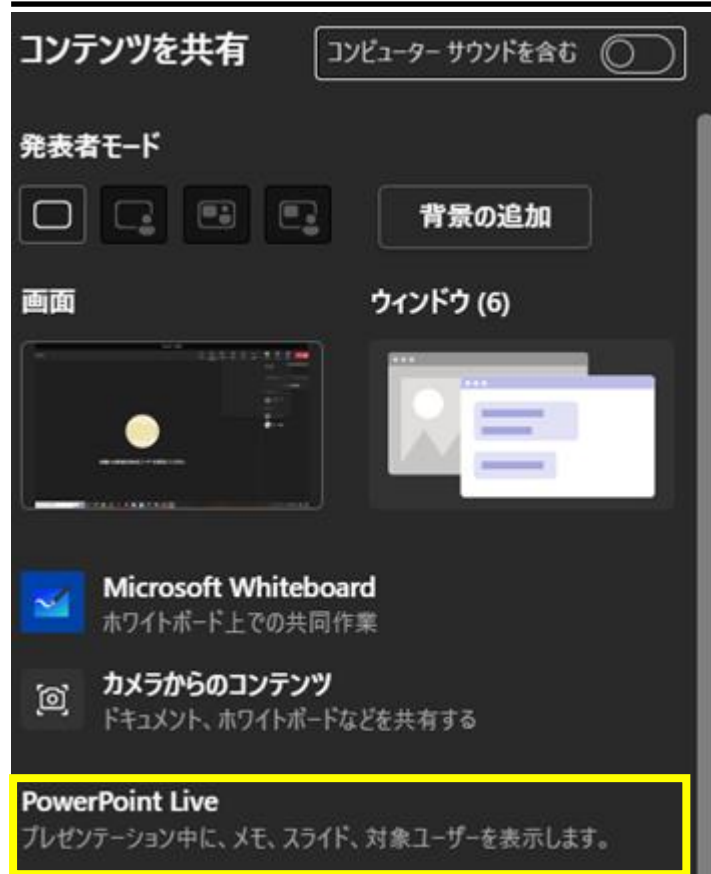 コンテンツを共有
コンピューター サウンドを含む
発表者モード
背景の追加
画面
ウィンドウ (6)
Microsoft Whiteboard
ホワイトボード上での共同作業
カメラからのコンテンツ
ドキュメント、ホワイトボードなどを共有する
PowerPoint Live
プレゼンテーション中に、メモ、スライド、対象ユーザーを表示します。